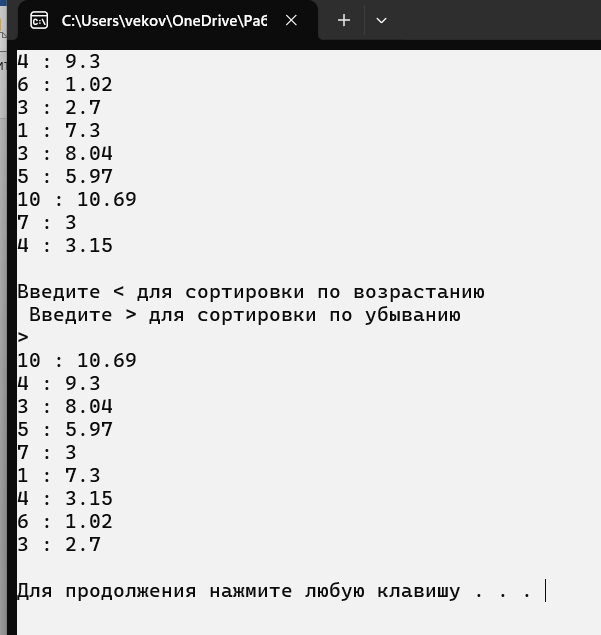 C:\Users\vekov\OneDrive\Раб
4 : 9.3
6 : 1.02
3 : 2.7
1 : 7.3
3 : 8.04
5 : 5.97
10 : 10.69
7 : 3
4 : 3.15
Введите < для сортировки по возрастанию
Введите > для сортировки по убыванию
>
10 : 10.69
4 : 9.3
3 : 8.04
5 : 5.97
7 : 3
1 : 7.3
4 : 3.15
6 : 1.02
3 : 2.7
Для продолжения нажмите любую клавишу . . .